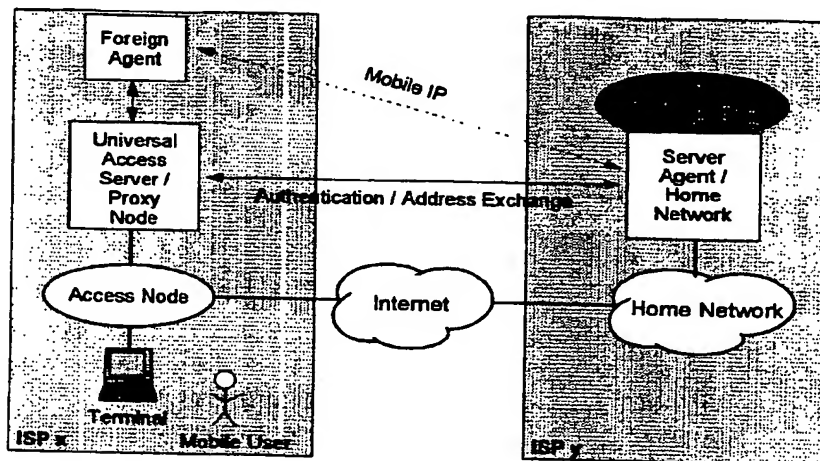 Foreign
Agent
Mobile IP
Universal
Access
Server /
Proxy
Node
Server
Agent /
Home
Network
Authentication / Address Exchange
Access Node
Internet
Home Network
Terminal
Mobile User
ISP x
ISP y